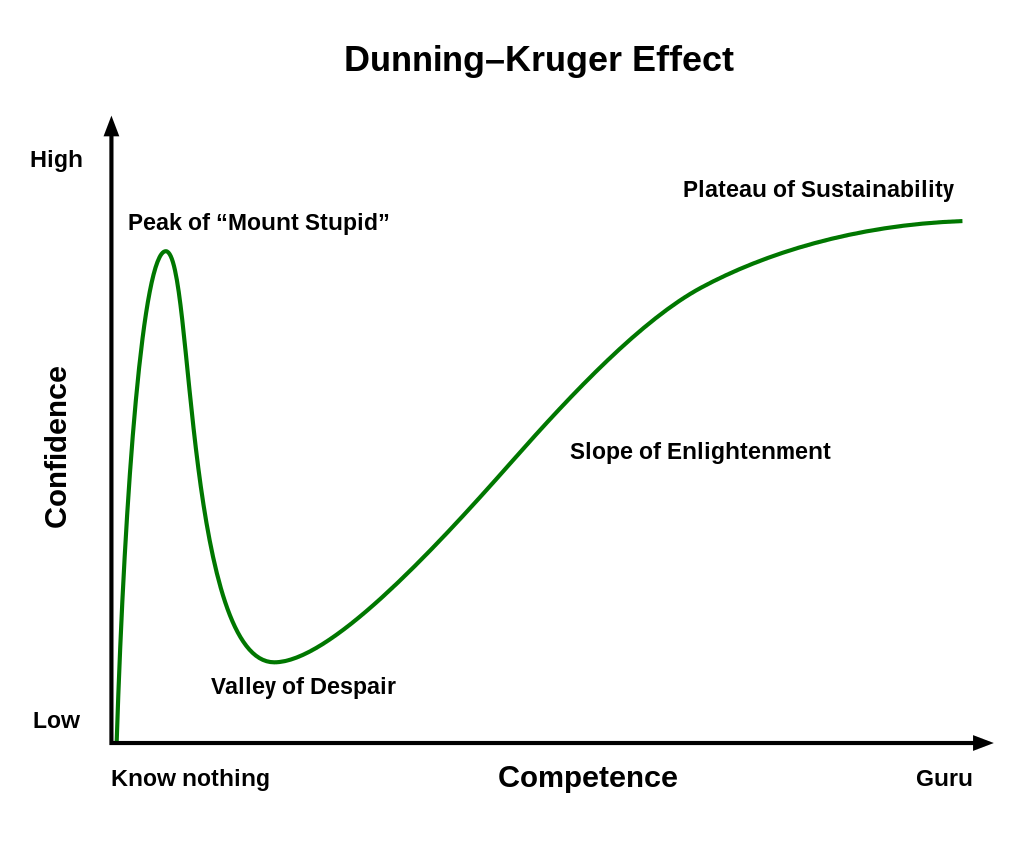 Dunning–Kruger Effect
High
Plateau of Sustainability
Peak of “Mount Stupid”
Confidence
Slope of Enlightenment
Valley of Despair
Low
Know nothing
Competence
Guru